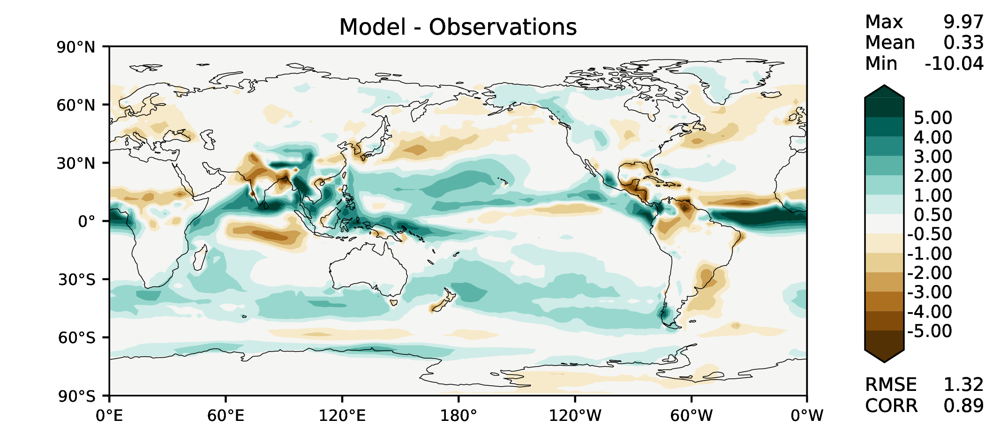 Model - Observations
Max 9.97
Mean 0.33
Min -10.04
90°N
60°N
30°N
0°
30°S
60°S
90°S
0°E 60°E 120°E 180° 120°W 60°W 0°W
5.00
4.00
3.00
2.00
1.00
0.50
-0.50
-1.00
-2.00
-3.00
-4.00
-5.00
RMSE 1.32
CORR 0.89